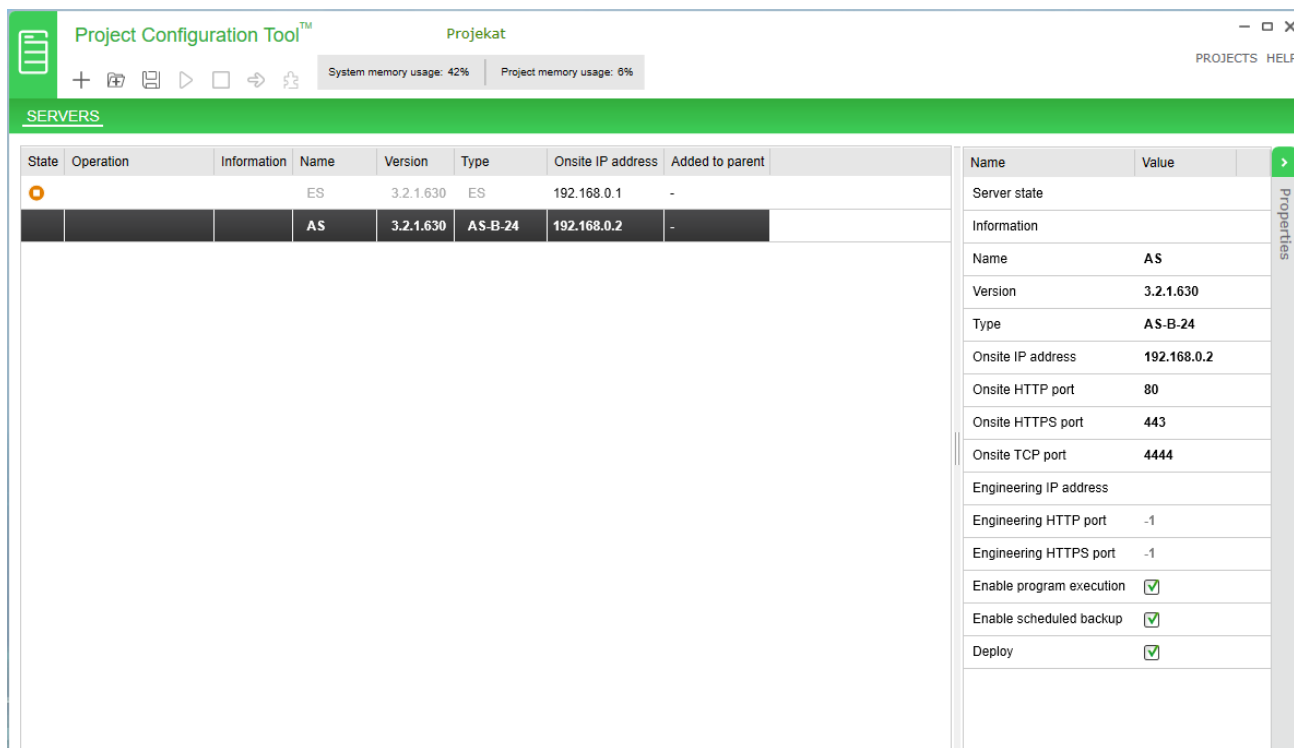 Project Configuration Tool™
Projekat
PROJECTS HELP
System memory usage: 42% Project memory usage: 6%
SERVERS
State Operation Information Name Version Type Onsite IP address Added to parent
ES 3.2.1.630 ES 192.168.0.1 -
AS 3.2.1.630 AS-B-24 192.168.0.2 -
Name Value
Server state
Information
Name AS
Version 3.2.1.630
Type AS-B-24
Onsite IP address 192.168.0.2
Onsite HTTP port 80
Onsite HTTPS port 443
Onsite TCP port 4444
Engineering IP address
Engineering HTTP port -1
Engineering HTTPS port -1
Enable program execution
Enable scheduled backup
Deploy
Properties